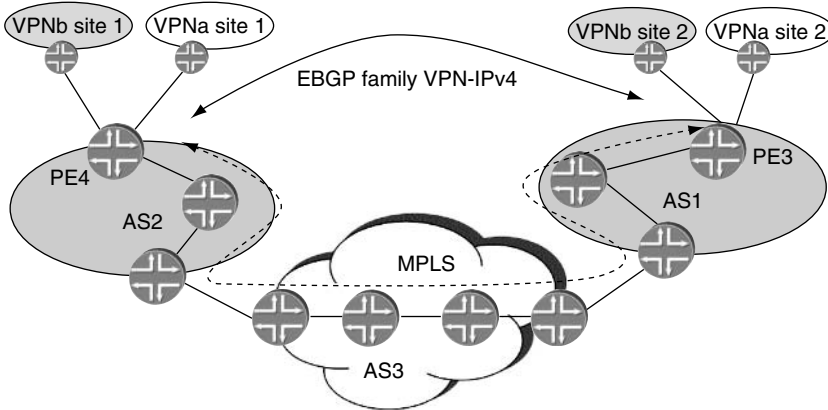 VPNb site 1
VPNa site 1
VPNb site 2
VPNa site 2
EBGP family VPN-IPv4
PE4
PE3
AS2
AS1
MPLS
AS3